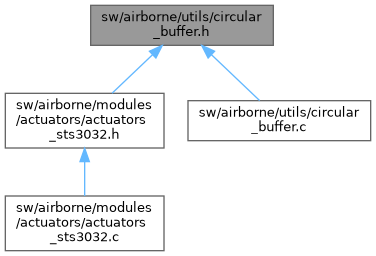 sw/airborne/utils/circular
_buffer.h
sw/airborne/modules
/actuators/actuators
_sts3032.h
sw/airborne/utils/circular
_buffer.c
sw/airborne/modules
/actuators/actuators
_sts3032.c